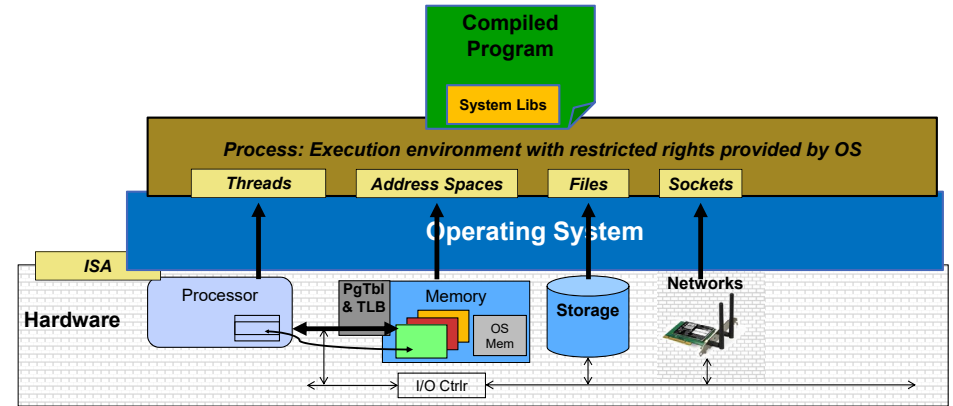 Compiled
Program
System Libs
Process: Execution environment with restricted rights provided by OS
Threads
Address Spaces
Files
Sockets
Operating System
ISA
Hardware
Processor
PgTbl
& TLB
Memory
OS
Mem
Storage
Networks
I/O Ctrlr